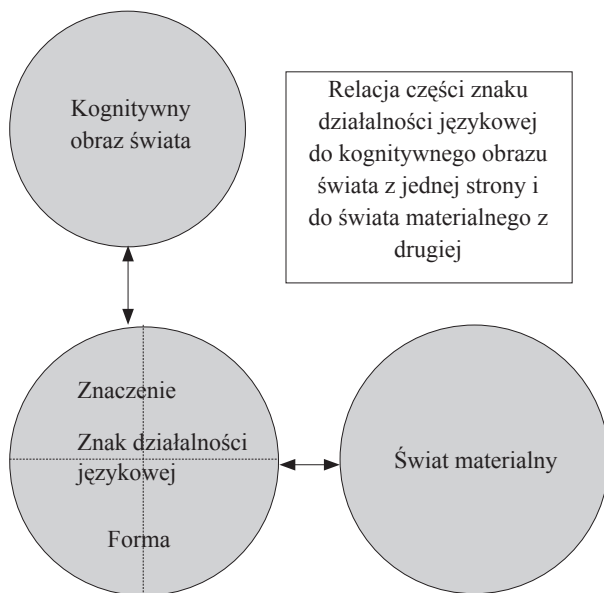 Kognitywny
obraz świata
Relacja części znaku
działalności językowej
do kognitywnego obrazu
świata z jednej strony i
do świata materialnego z
drugiej
Znaczenie
Znak działalności
językowej
Forma
Świat materialny